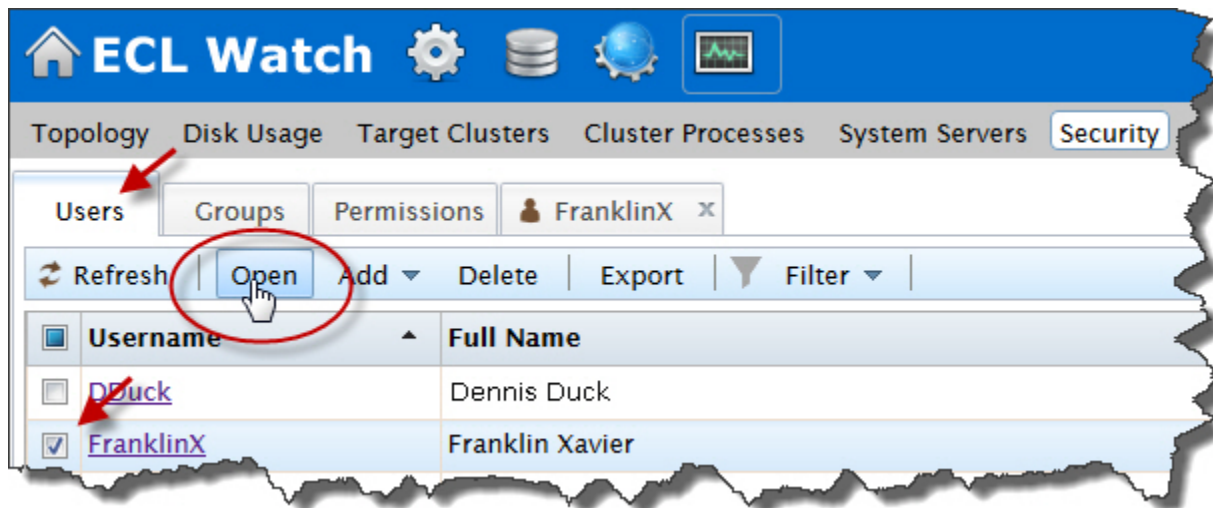 ECL Watch
Topology Disk Usage Target Clusters Cluster Processes System Servers Security
Users Groups Permissions FranklinX x
Refresh Open Add Delete Export Filter
Username Full Name
DDuck Dennis Duck
FranklinX Franklin Xavier